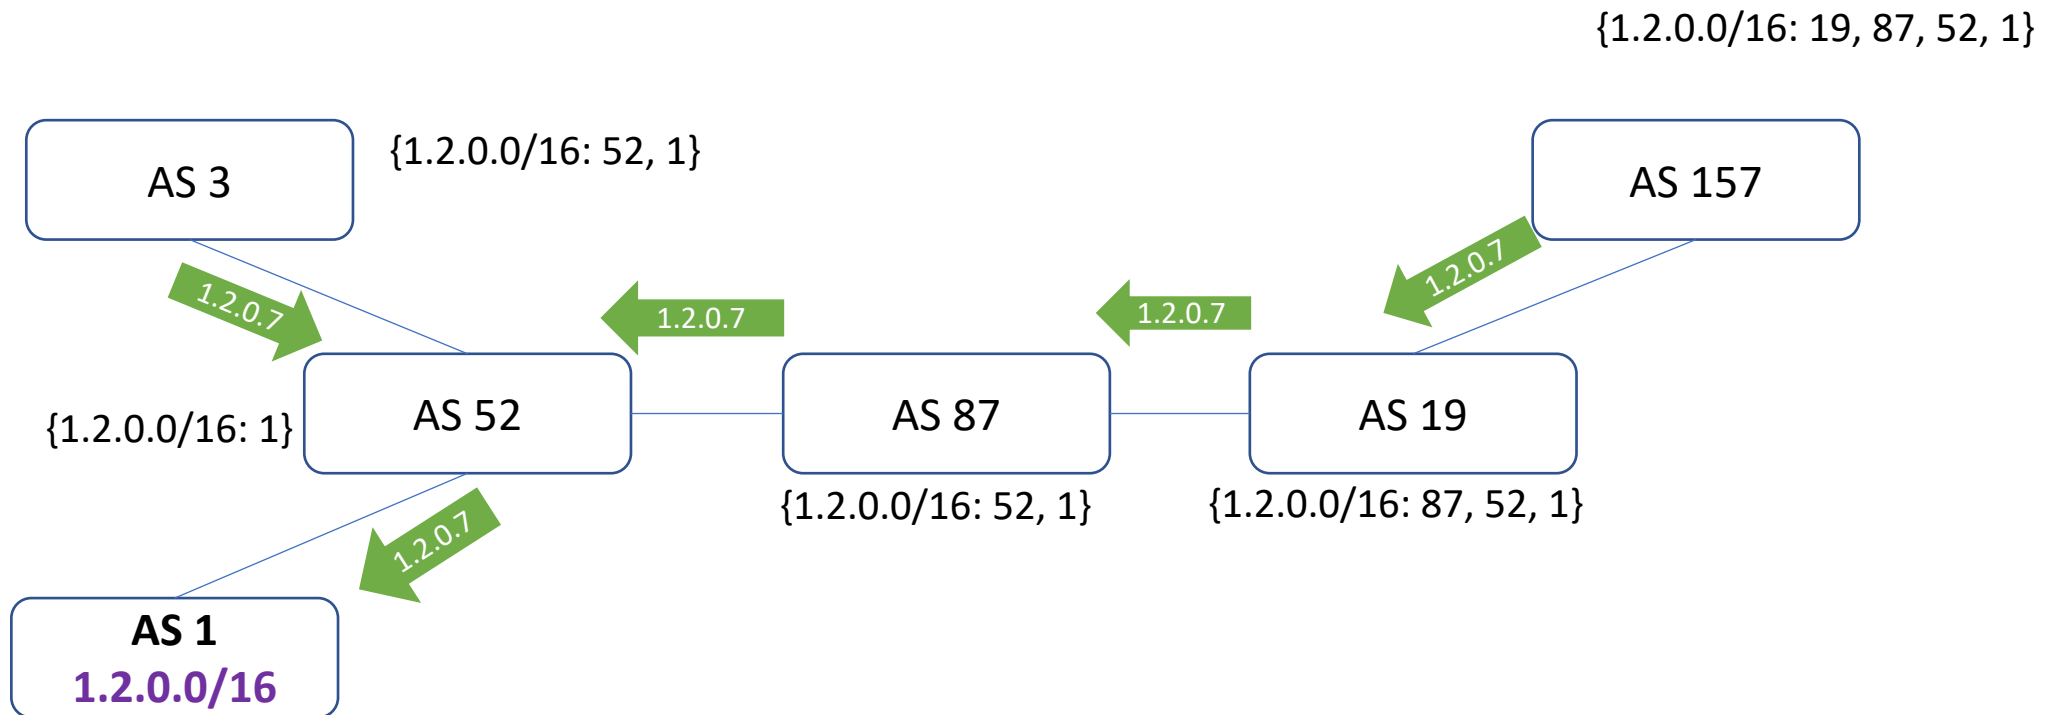 {1.2.0.0/16: 19, 87, 52, 1}
AS 3
{1.2.0.0/16: 52, 1}
AS 157
1.2.0.7
1.2.0.7
1.2.0.7
1.2.0.7
{1.2.0.0/16: 1}
AS 52
AS 87
AS 19
{1.2.0.0/16: 52, 1}
{1.2.0.0/16: 87, 52, 1}
1.2.0.7
AS 1
1.2.0.0/16